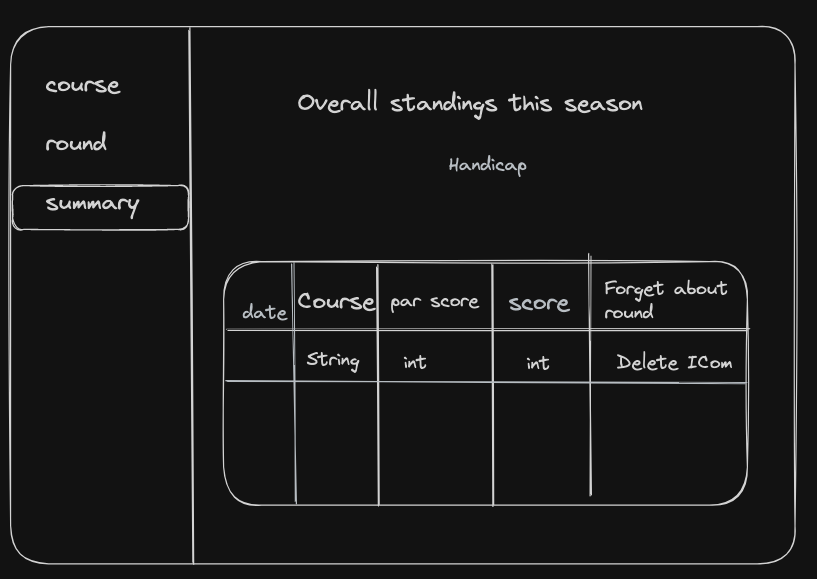 course
round
summary
Overall standings this season
Handicap
date
Course
par score
score
Forget about
round
String
int
int
Delete ICom